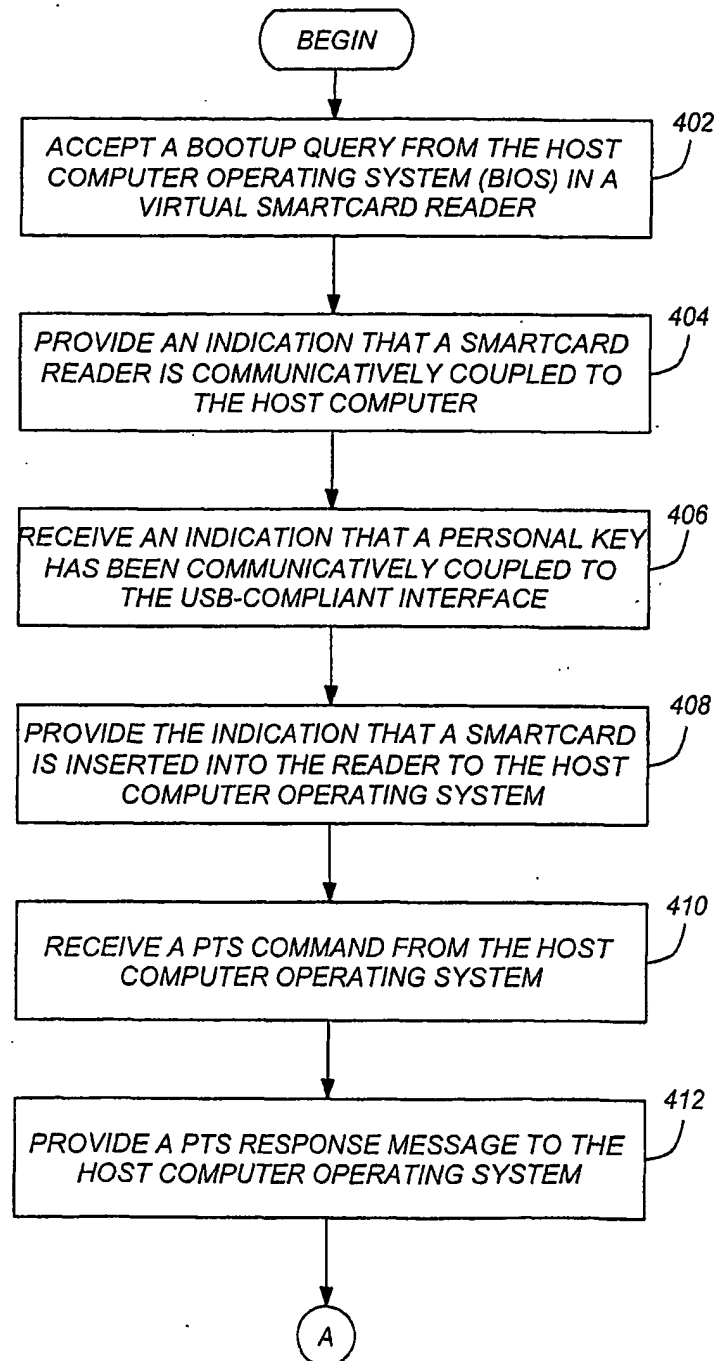 BEGIN
402
ACCEPT A BOOTUP QUERY FROM THE HOST
COMPUTER OPERATING SYSTEM (BIOS) IN A
VIRTUAL SMARTCARD READER
404
PROVIDE AN INDICATION THAT A SMARTCARD
READER IS COMMUNICATIVELY COUPLED TO
THE HOST COMPUTER
406
RECEIVE AN INDICATION THAT A PERSONAL KEY
HAS BEEN COMMUNICATIVELY COUPLED TO
THE USB-COMPLIANT INTERFACE
408
PROVIDE THE INDICATION THAT A SMARTCARD
IS INSERTED INTO THE READER TO THE HOST
COMPUTER OPERATING SYSTEM
410
RECEIVE A PTS COMMAND FROM THE HOST
COMPUTER OPERATING SYSTEM
412
PROVIDE A PTS RESPONSE MESSAGE TO THE
HOST COMPUTER OPERATING SYSTEM
A